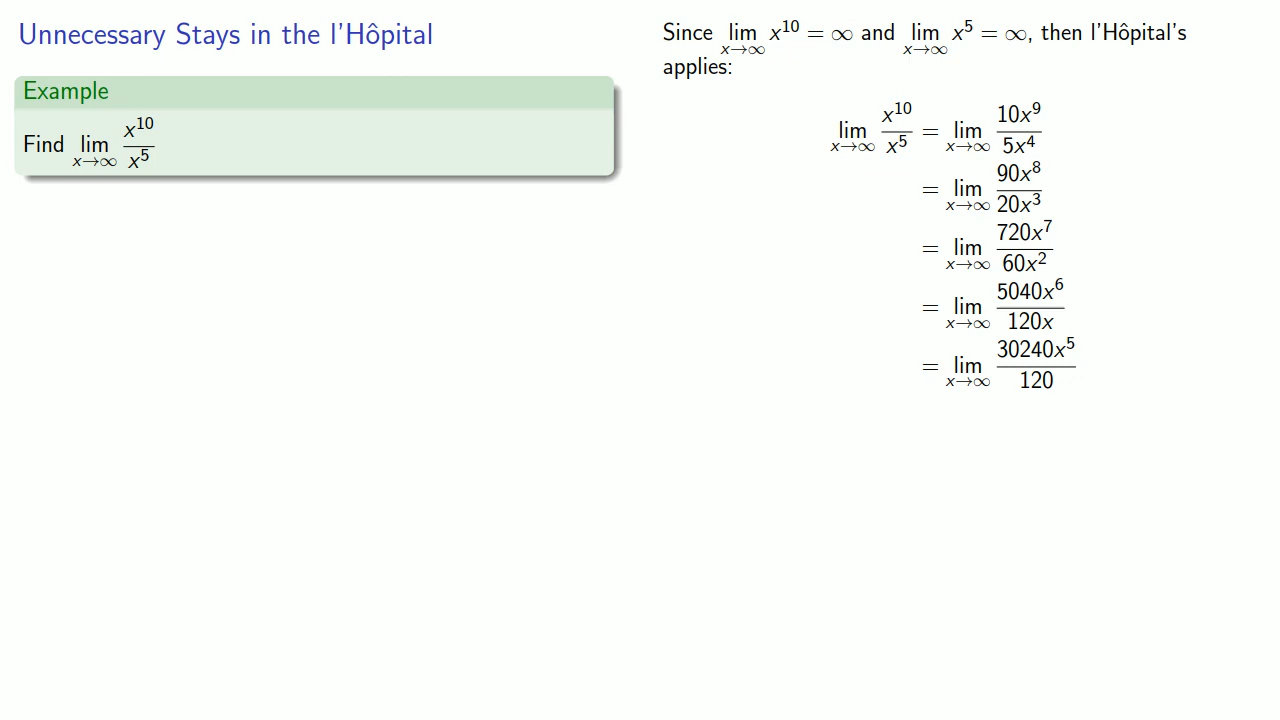 Unnecessary Stays in the l'Hôpital
Example
Find lim_{x→∞} x^{10}/x^5
Since lim_{x→∞} x^{10} = ∞ and lim_{x→∞} x^5 = ∞, then l'Hôpital's
applies:
lim_{x→∞} x^{10}/x^5 = lim_{x→∞} 10x^9/5x^4
= lim_{x→∞} 90x^8/20x^3
= lim_{x→∞} 720x^7/60x^2
= lim_{x→∞} 5040x^6/120x
= lim_{x→∞} 30240x^5/120